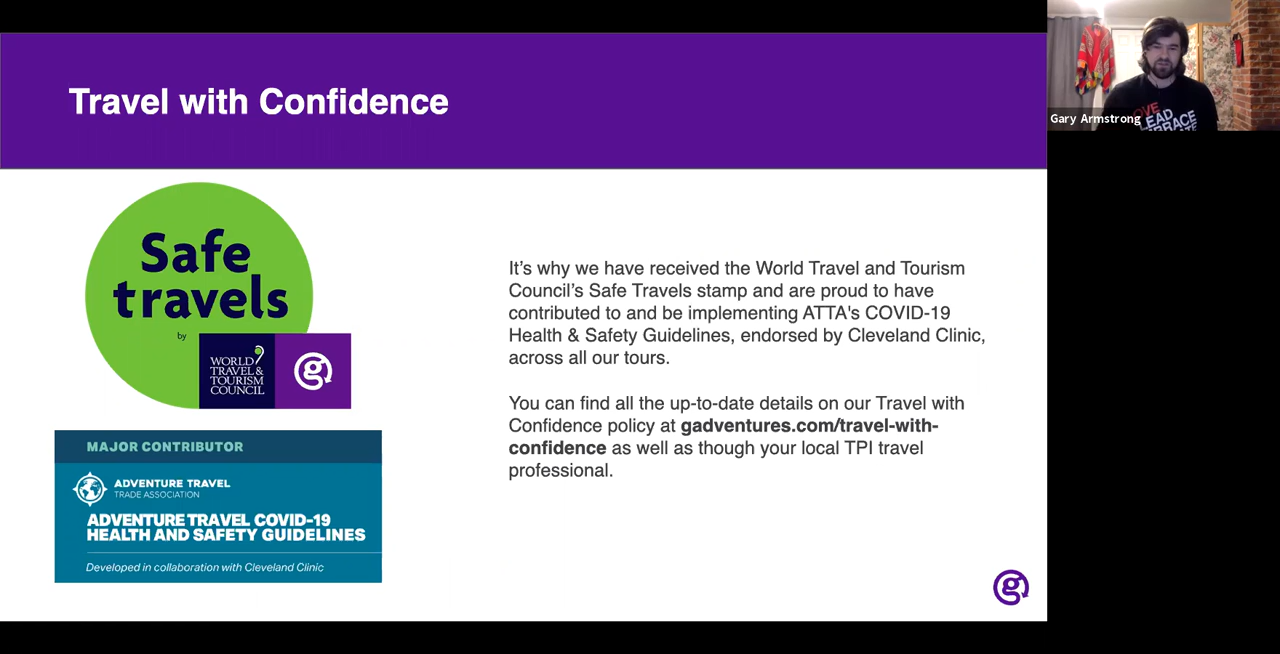 Travel with Confidence
Gary Armstrong
LEAD
Safe
travels
by
WORLD
TRAVEL &
TOURISM
COUNCIL
g
It’s why we have received the World Travel and Tourism
Council’s Safe Travels stamp and are proud to have
contributed to and be implementing ATTA's COVID-19
Health & Safety Guidelines, endorsed by Cleveland Clinic,
across all our tours.
You can find all the up-to-date details on our Travel with
Confidence policy at gadventures.com/travel-with-
confidence as well as though your local TPI travel
professional.
MAJOR CONTRIBUTOR
ADVENTURE TRAVEL
TRADE ASSOCIATION
ADVENTURE TRAVEL COVID-19
HEALTH AND SAFETY GUIDELINES
Developed in collaboration with Cleveland Clinic
g